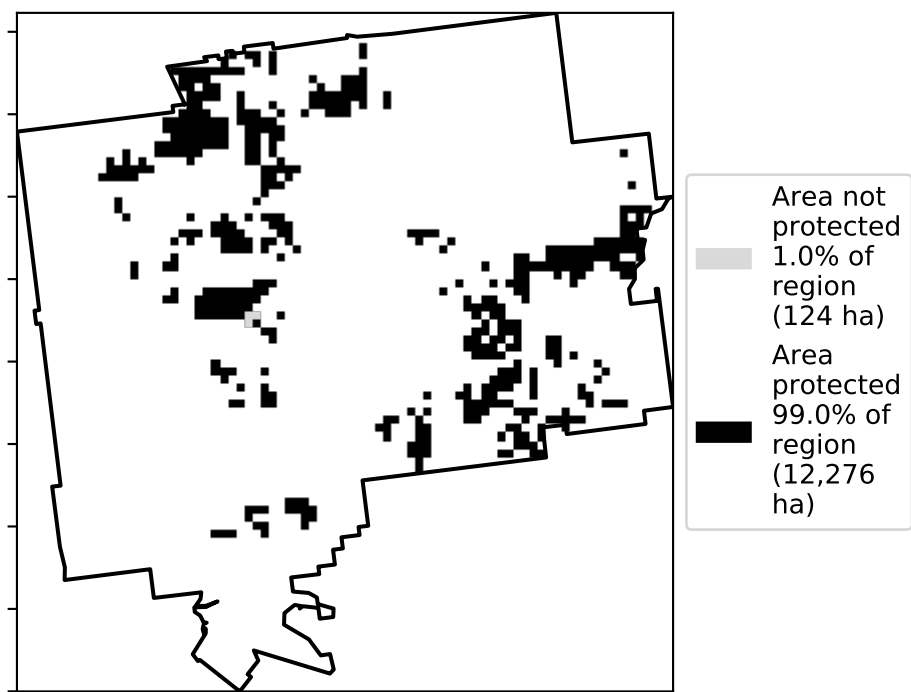 Area not
protected
1.0% of
region
(124 ha)
Area
protected
99.0% of
region
(12,276
ha)